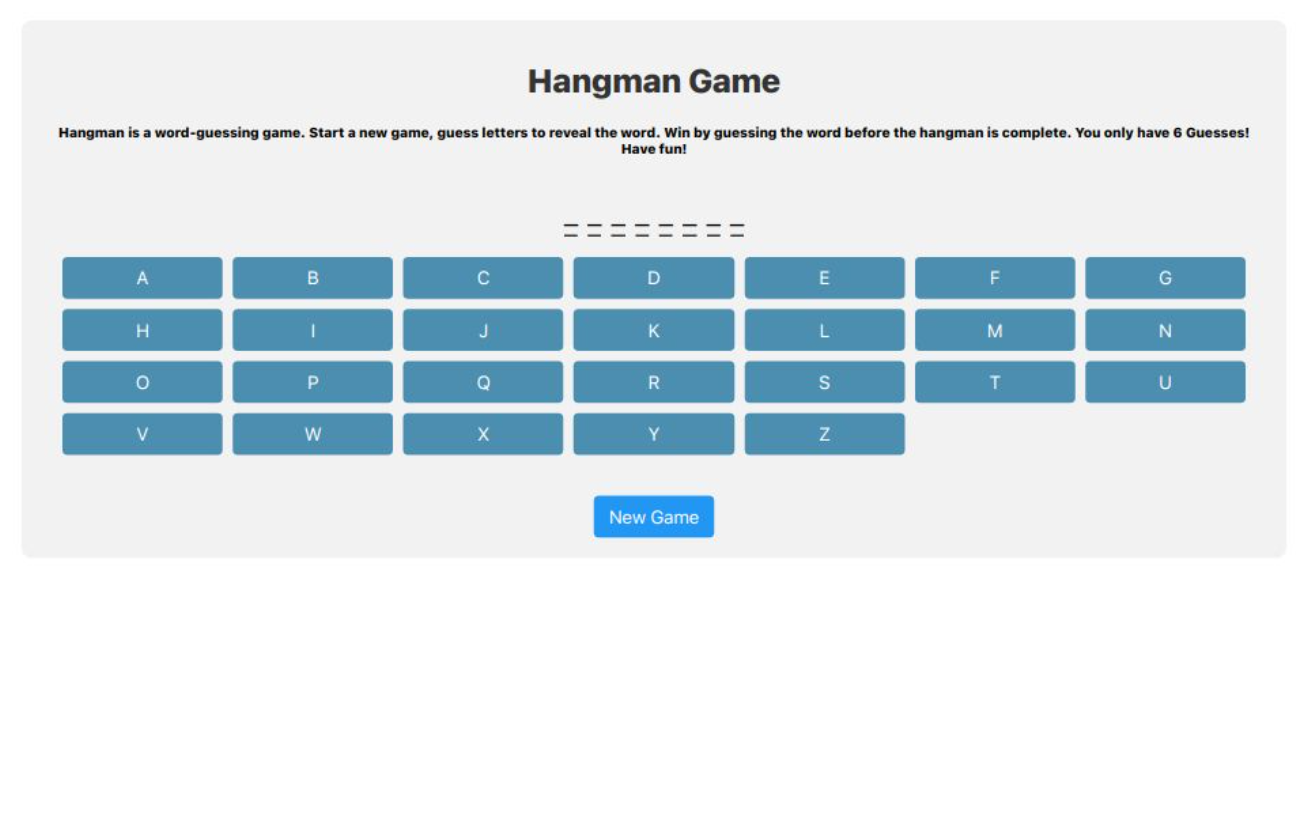 Hangman Game
Hangman is a word-guessing game. Start a new game, guess letters to reveal the word. Win by guessing the word before the hangman is complete. You only have 6 Guesses!
Have fun!
_ _ _ _ _ _ _ _
A B C D E F G
H I J K L M N
O P Q R S T U
V W X Y Z
New Game